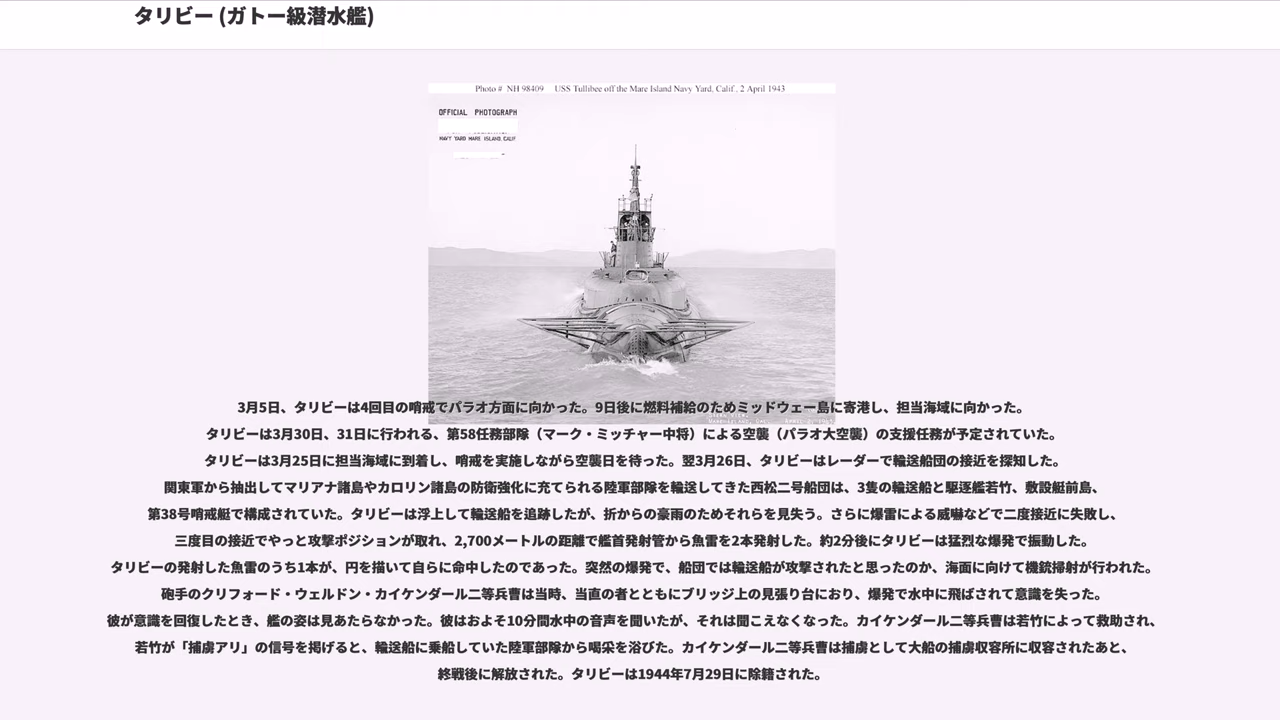 タリビー (ガトー級潜水艦)
Photo # NH 98409 USS Tullibee off the Mare Island Navy Yard, Calif., 2 April 1943
OFFICIAL PHOTOGRAPH
NAVY YARD MARE ISLAND, CALIF
3月5日、タリビーは4回目の哨戒でパラオ方面に向かった。9日後に燃料補給のためミッドウェー島に寄港し、担当海域に向かった。
タリビーは3月30日、31日に行われる、第58任務部隊（マーク・ミッチャー中将）による空襲（パラオ大空襲）の支援任務が予定されていた。
タリビーは3月25日に担当海域に到着し、哨戒を実施しながら空襲日を待った。翌3月26日、タリビーはレーダーで輸送船団の接近を探知した。
関東軍から抽出してマリアナ諸島やカロリン諸島の防衛強化に充てられる陸軍部隊を輸送してきた西松二号船団は、3隻の輸送船と駆逐艦若竹、敷設艇前島、
第38号哨戒艇で構成されていた。タリビーは浮上して輸送船を追跡したが、折からの豪雨のためそれらを見失う。さらに爆雷による威嚇などで二度接近に失敗し、
三度目の接近でやっと攻撃ポジションが取れ、2,700メートルの距離で艦首発射管から魚雷を2本発射した。約2分後にタリビーは猛烈な爆発で振動した。
タリビーの発射した魚雷のうち1本が、円を描いて自らに命中したのであった。突然の爆発で、船団では輸送船が攻撃されたと思ったのか、海面に向けて機銃掃射が行われた。
砲手のクリフォード・ウェルドン・カイケンダール二等兵曹は当時、当直の者とともにブリッジ上の見張り台におり、爆発で水中に飛ばされて意識を失った。
彼が意識を回復したとき、艦の姿は見あたらなかった。彼はおよそ10分間水中の音声を聞いたが、それは聞こえなくなった。カイケンダール二等兵曹は若竹によって救助され、
若竹が「捕虜アリ」の信号を掲げると、輸送船に乗船していた陸軍部隊から喝采を浴びた。カイケンダール二等兵曹は捕虜として大船の捕虜収容所に収容されたあと、
終戦後に解放された。タリビーは1944年7月29日に除籍された。